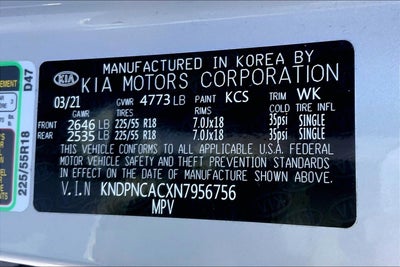 MANUFACTURED IN KOREA BY
KIA KIA MOTORS CORPORATION
03/21 GVWR 4773 LB PAINT KCS TRIM WK
GAWR TIRES RIMS COLD TIRE INFL
FRONT 2646 LB 225/55 R18 7.0Jx18 35psi SINGLE
REAR 2535 LB 225/55 R18 7.0Jx18 35psi SINGLE
THIS VEHICLE CONFORMS TO ALL APPLICABLE U.S.A FEDERAL
MOTOR VEHICLE SAFETY AND THEFT PREVENTION STANDARDS
IN EFFECT ON THE DATE OF MANUFACTURE SHOWN ABOVE.
V.I.N KNDPNCACXN7956756
MPV
225/55R18 D47